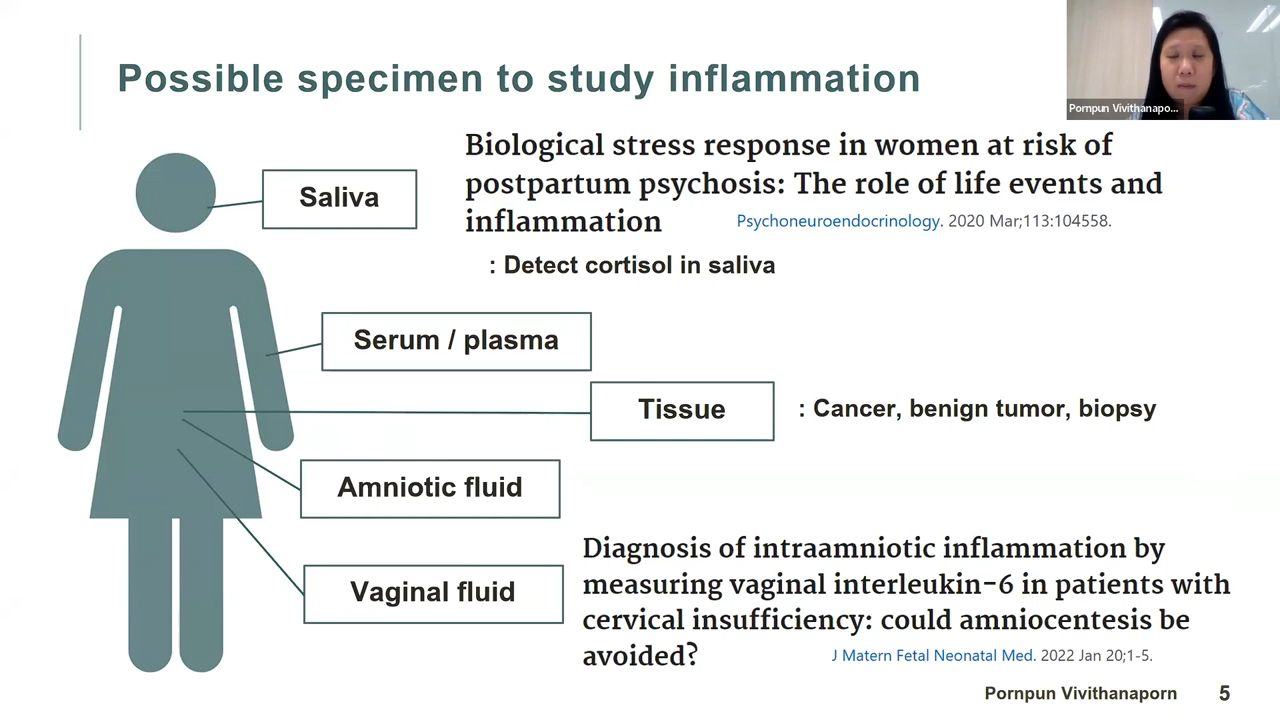 Possible specimen to study inflammation
Pornpun Vivithanapo...
Saliva
Biological stress response in women at risk of
postpartum psychosis: The role of life events and
inflammation
Psychoneuroendocrinology. 2020 Mar;113:104558.
: Detect cortisol in saliva
Serum / plasma
Tissue
: Cancer, benign tumor, biopsy
Amniotic fluid
Vaginal fluid
Diagnosis of intraamniotic inflammation by
measuring vaginal interleukin-6 in patients with
cervical insufficiency: could amniocentesis be
avoided?
J Matern Fetal Neonatal Med. 2022 Jan 20;1-5.
Pornpun Vivithanaporn
5